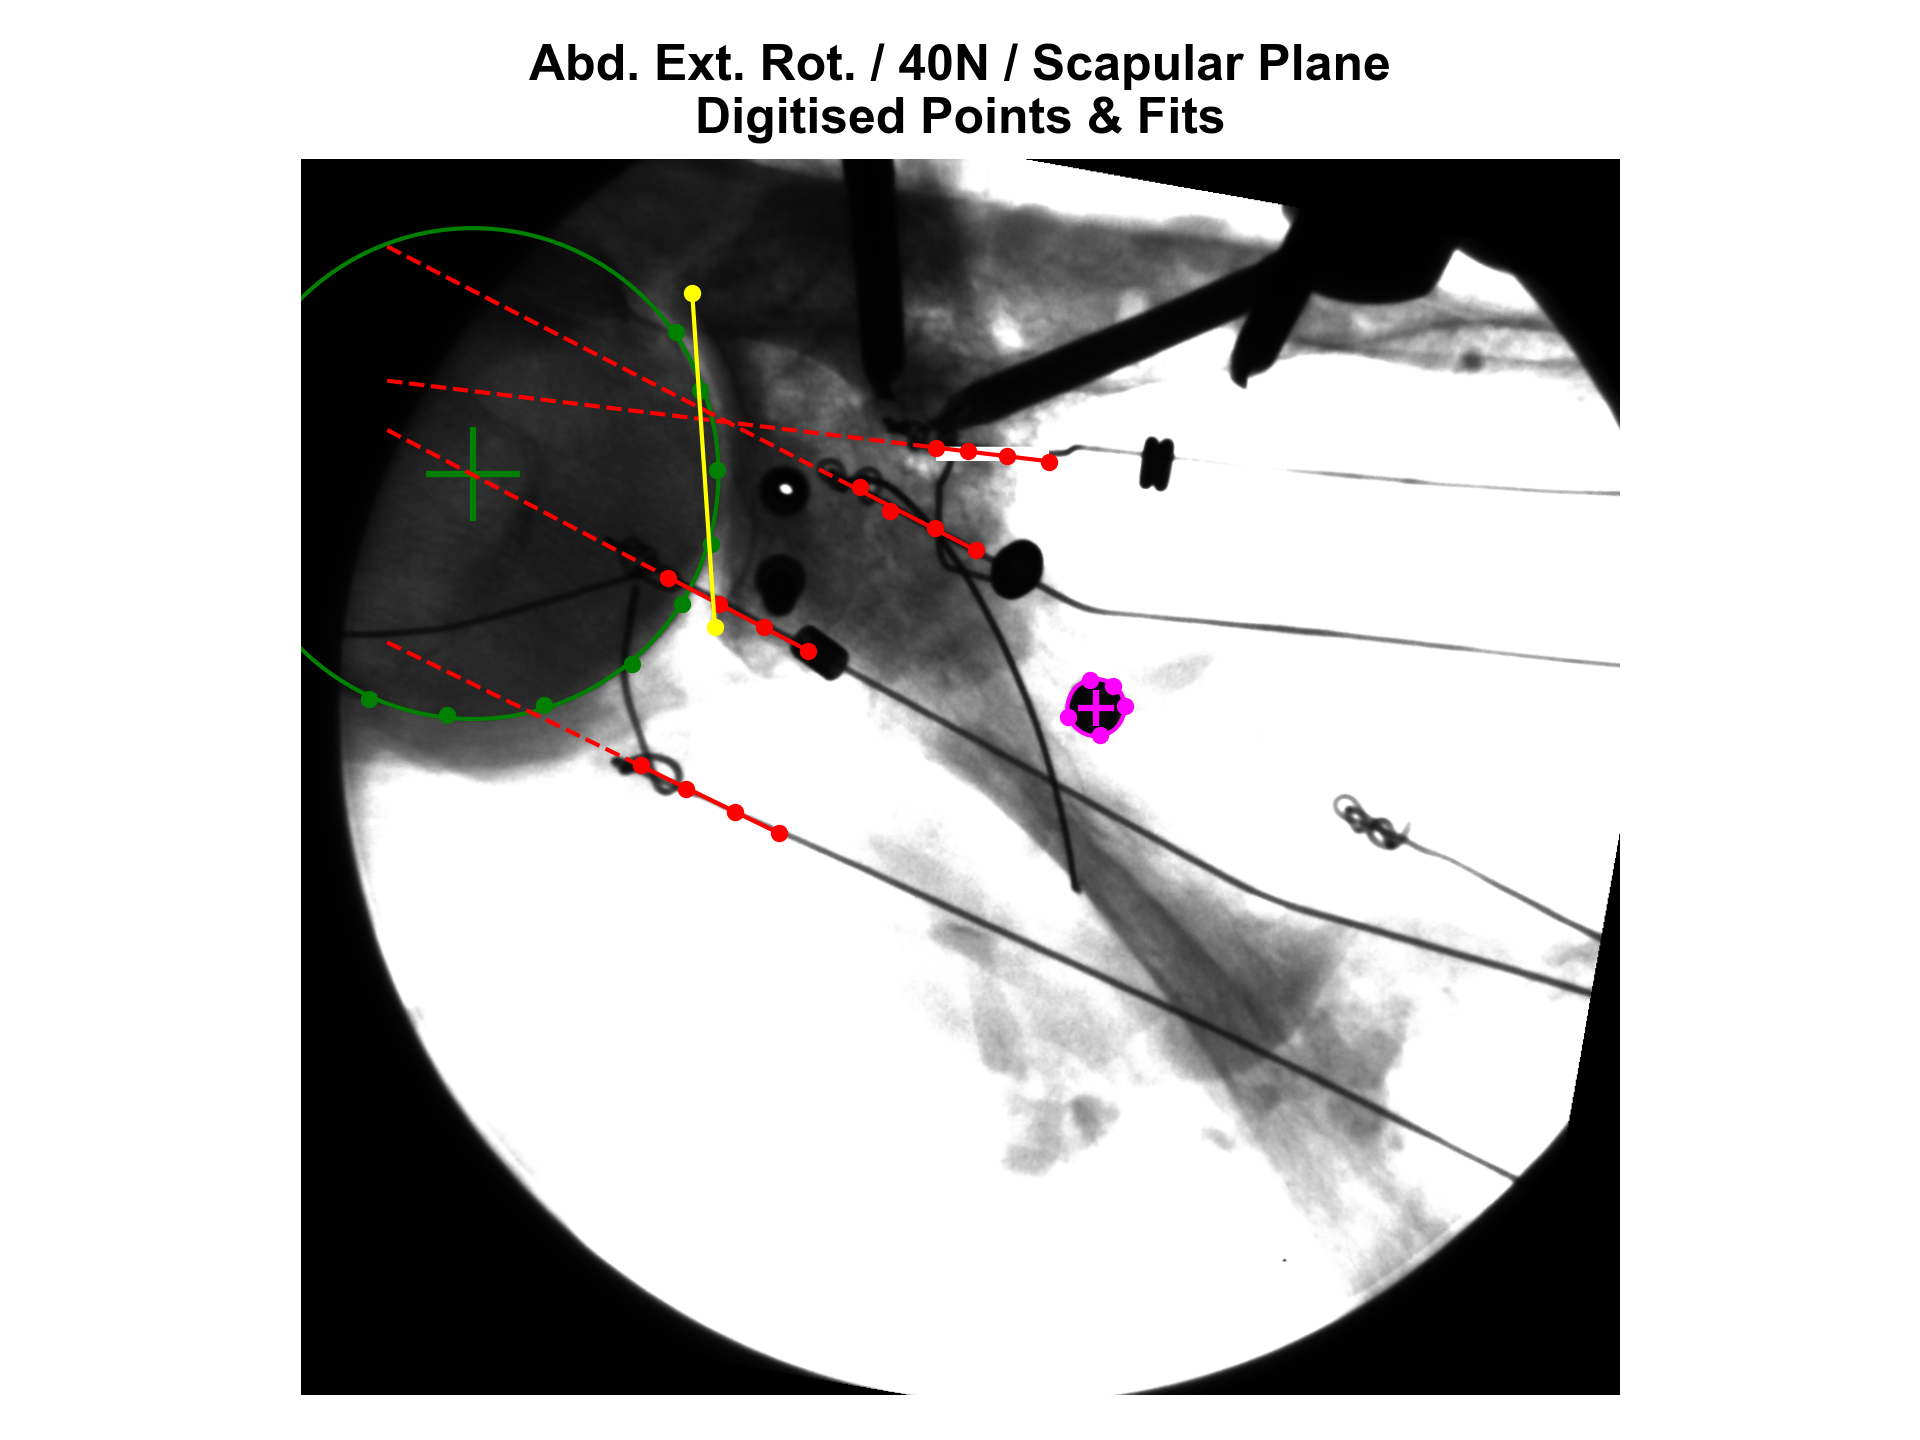 Abd. Ext. Rot. / 40N / Scapular Plane
Digitised Points & Fits